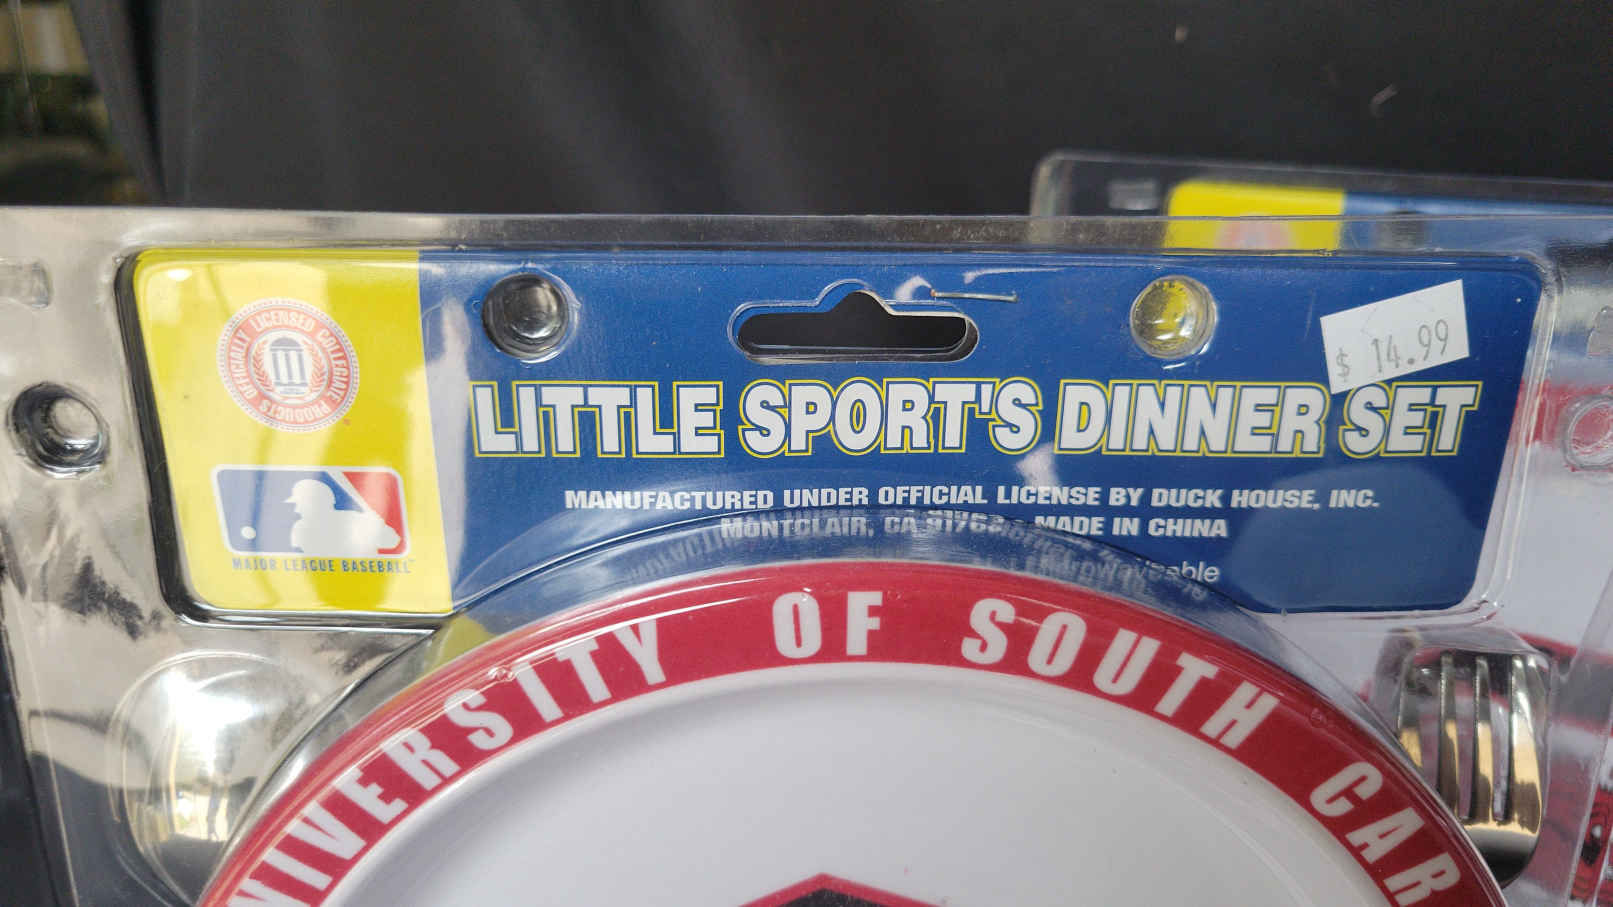 OFFICIALLY LICENSED COLLEGIATE PRODUCTS
MAJOR LEAGUE BASEBALL
$ 14.99
LITTLE SPORT'S DINNER SET
MANUFACTURED UNDER OFFICIAL LICENSE BY DUCK HOUSE, INC.
MONTCLAIR, CA 91763 MADE IN CHINA
NIVERSITY OF SOUTH CAR